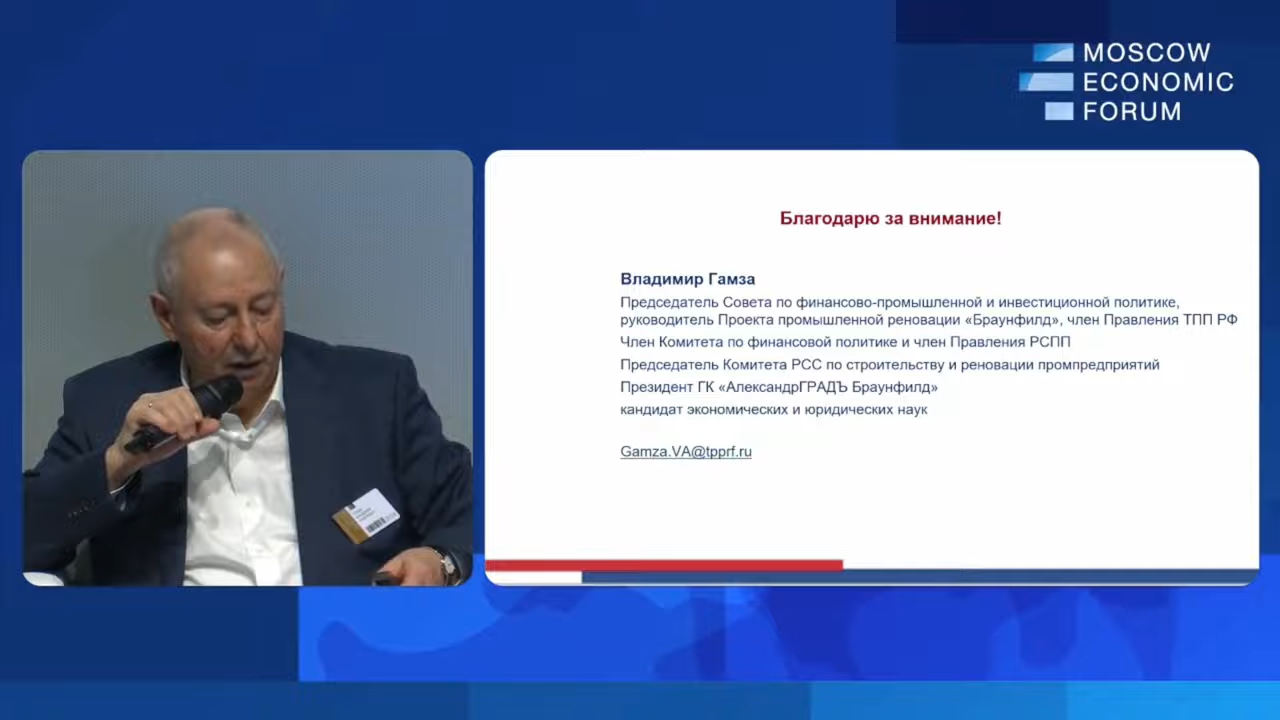 MOSCOW
ECONOMIC
FORUM
Благодарю за внимание!
Владимир Гамза
Председатель Совета по финансово-промышленной и инвестиционной политике,
руководитель Проекта промышленной реновации «Браунфилд», член Правления ТПП РФ
Член Комитета по финансовой политике и член Правления РСПП
Председатель Комитета РСС по строительству и реновации промпредприятий
Президент ГК «АлександрГРАДЪ Браунфилд»
кандидат экономических и юридических наук
Gamza.VA@tpprf.ru